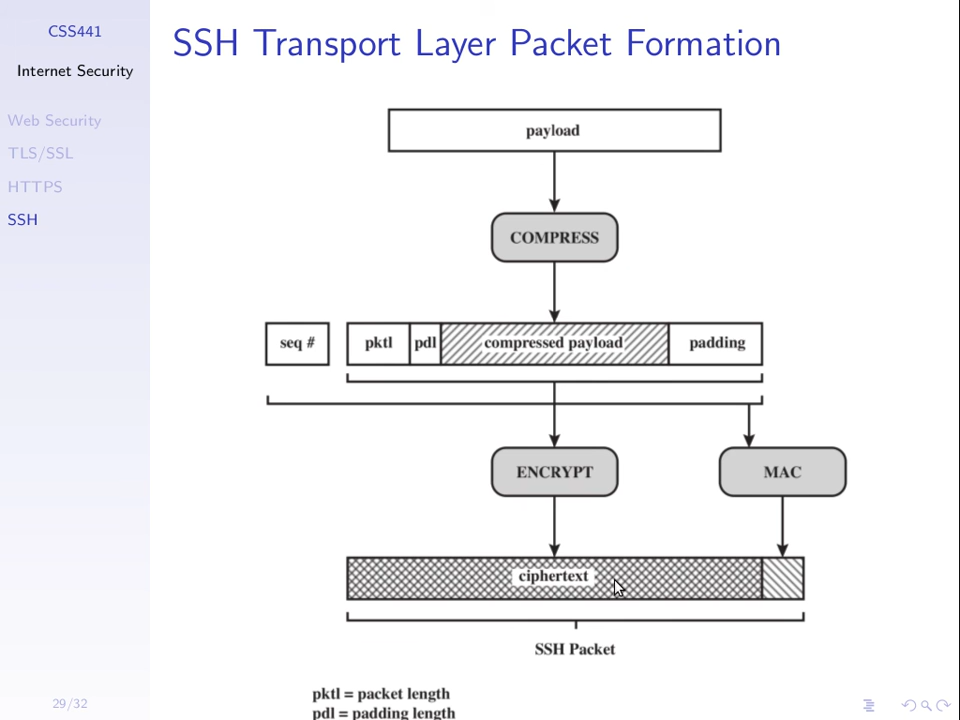 CSS441
Internet Security
Web Security
TLS/SSL
HTTPS
SSH
29/32
SSH Transport Layer Packet Formation
payload
COMPRESS
seq # pktl pdl compressed payload padding
ENCRYPT MAC
ciphertext
SSH Packet
pktl = packet length
pdl = padding length